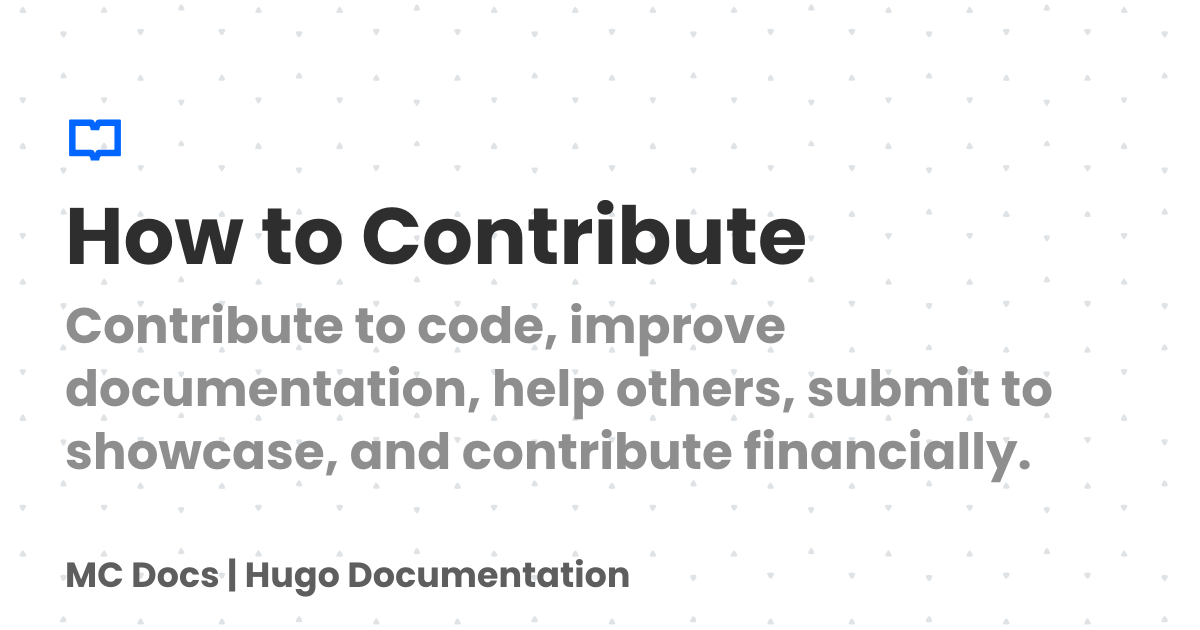 How to Contribute
Contribute to code, improve
documentation, help others, submit to
showcase, and contribute financially.
MC Docs | Hugo Documentation